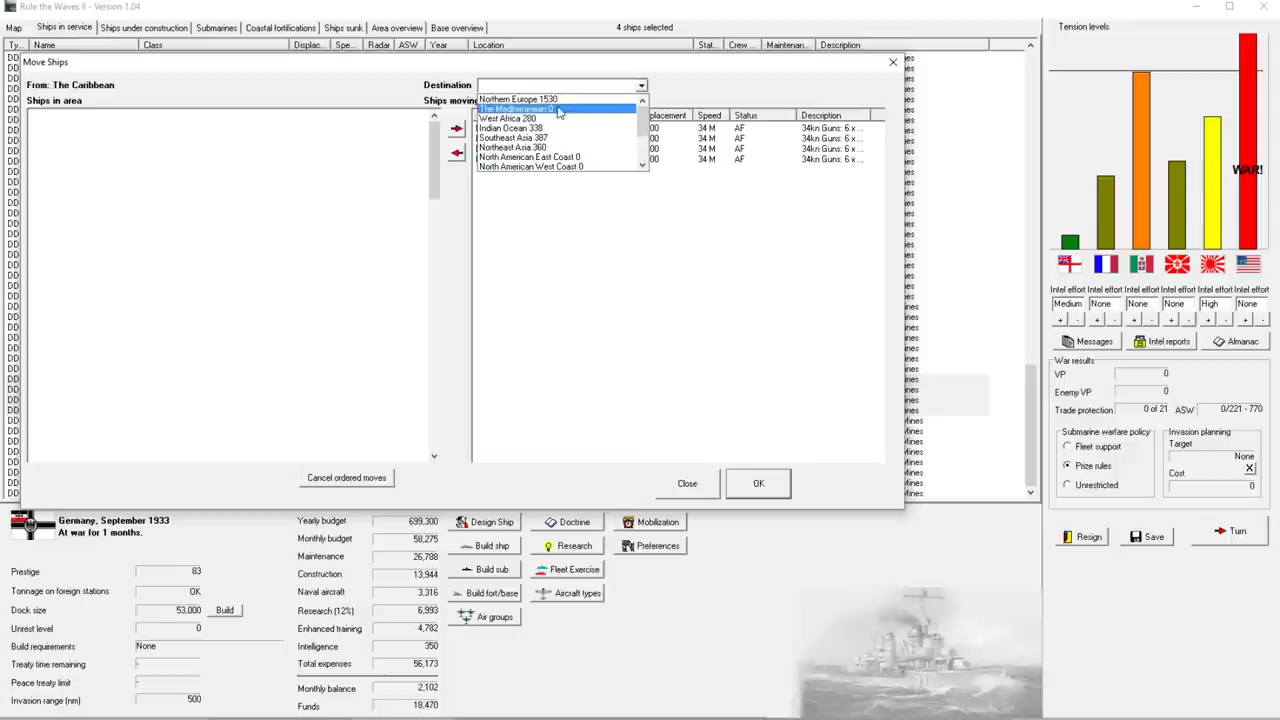 Rule the Waves II - Version 1.04
Map Ships in service Ships under construction Submarines Coastal fortifications Ships sunk Area overview Base overview 4 ships selected
Ty... Name Class Displac... Spe... Radar ASW Year Location Stat... Crew... Maintenan... Description
Move Ships
From: The Caribbean
Destination
Ships in area
Ships moving
Northern Europe 1530
The Mediterranean 0
West Africa 280
Indian Ocean 338
Southeast Asia 387
Northeast Asia 360
North American East Coast 0
North American West Coast 0
placement Speed Status Description
00 34 M AF 34kn Guns: 6 x ...
34 M AF 34kn Guns: 6 x ...
00 34 M AF 34kn Guns: 6 x ...
00 34 M AF 34kn Guns: 6 x ...
Cancel ordered moves
Close
OK
Tension levels
WAR!
Intel effort Intel effort Intel effort Intel effort Intel effort Intel effort
Medium None None None High None
+ - + - + - + - + - + -
Messages Intel reports Almanac
War results
VP 0
Enemy VP 0
Trade protection 0 of 21 ASW 0/221 - 770
Submarine warfare policy
Fleet support
Prize rules
Unrestricted
Invasion planning
Target
None
Cost X
0
Resign Save Turn
Germany, September 1933
At war for 1 months.
Prestige 83
Tonnage on foreign stations OK
Dock size 53,000 Build
Unrest level 0
Build requirements None
Treaty time remaining -
Peace treaty limit -
Invasion range (nm) 500
Yearly budget 699,300
Monthly budget 58,275
Maintenance 26,788
Construction 13,944
Naval aircraft 3,316
Research (12%) 6,993
Enhanced training 4,782
Intelligence 350
Total expenses 56,173
Monthly balance 2,102
Funds 18,470
Design Ship Doctrine Mobilization
Build ship Research Preferences
Build sub Fleet Exercise
Build fort/base Aircraft types
Air groups